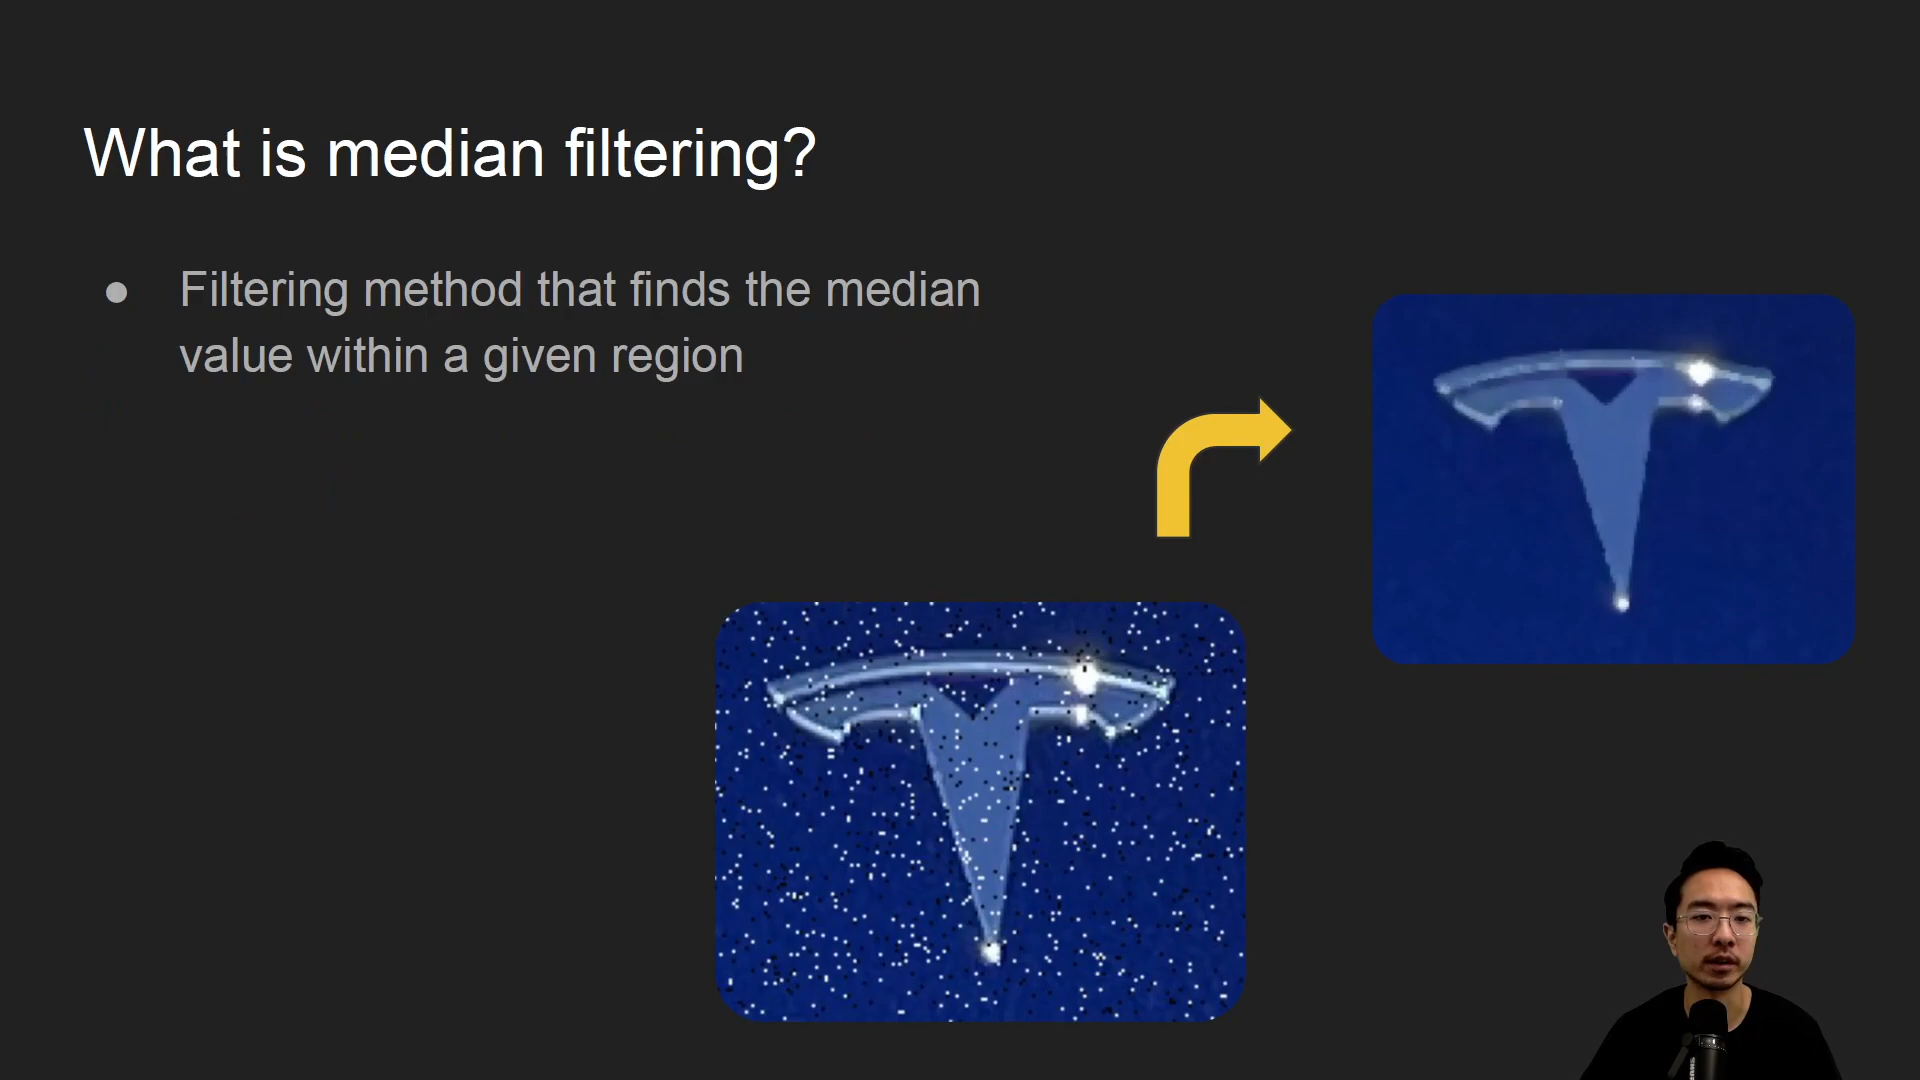 What is median filtering?
● Filtering method that finds the median
value within a given region